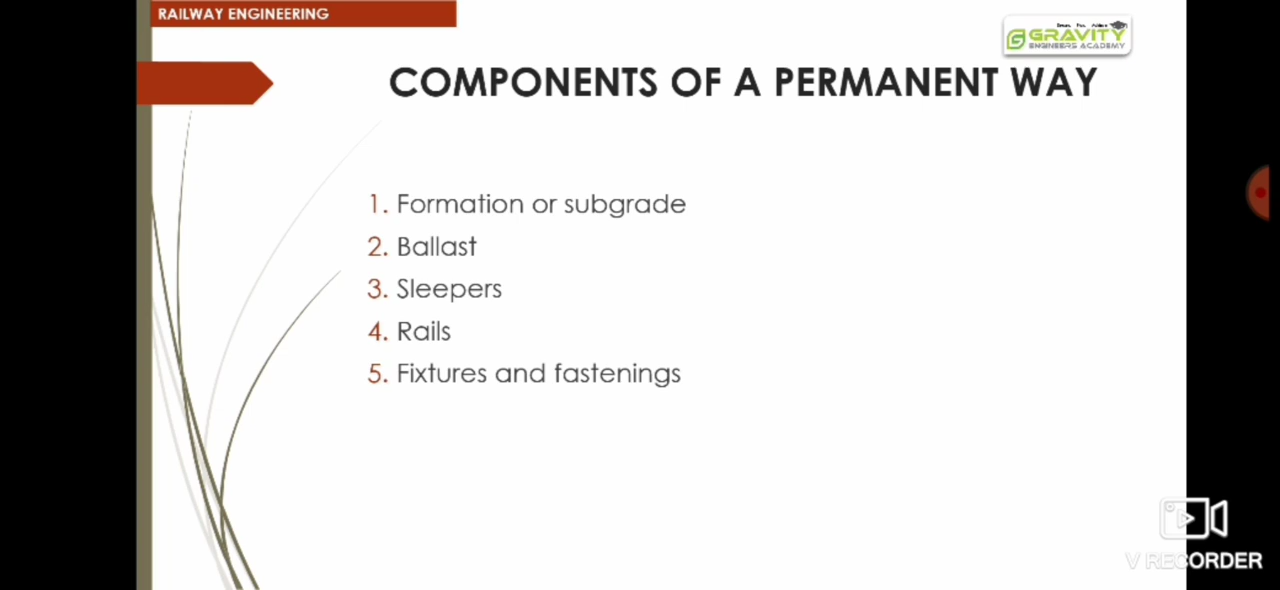 RAILWAY ENGINEERING
GRAVITY
ENGINEERS ACADEMY
COMPONENTS OF A PERMANENT WAY
1. Formation or subgrade
2. Ballast
3. Sleepers
4. Rails
5. Fixtures and fastenings
V RECORDER